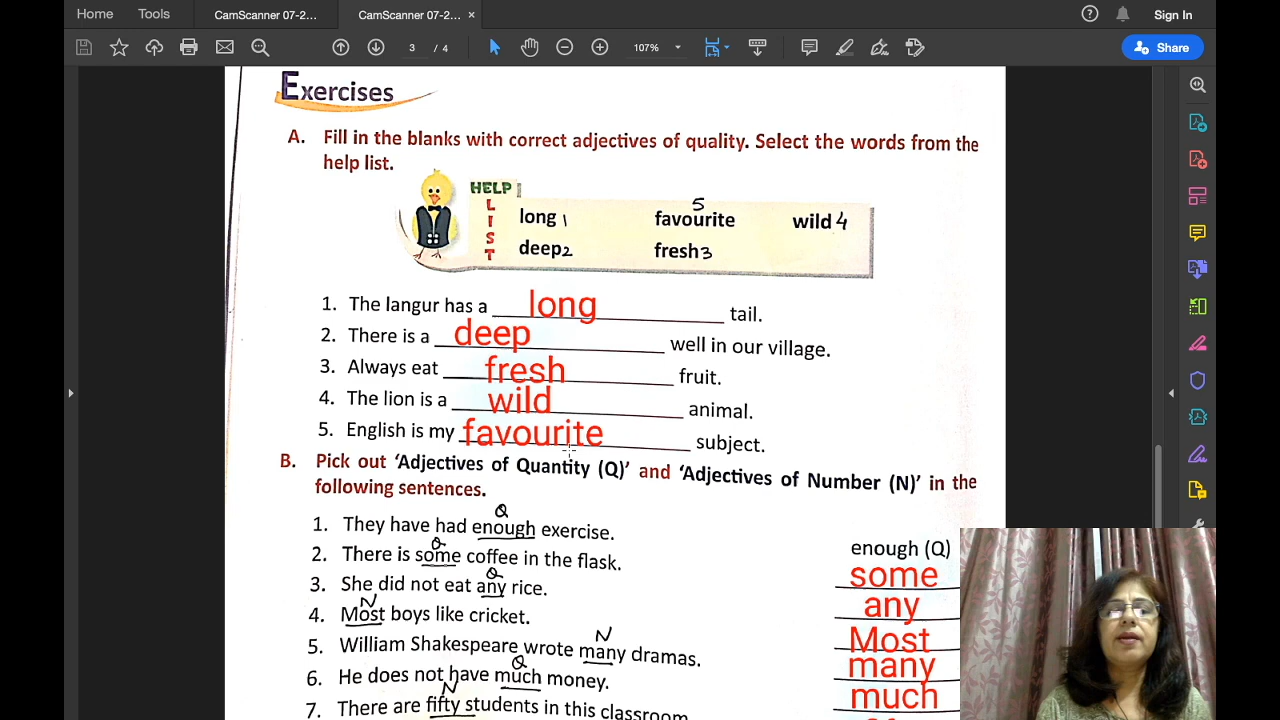 Home Tools CamScanner 07-2... CamScanner 07-2... × ? Sign In
3 / 4 107% Share
Exercises
A. Fill in the blanks with correct adjectives of quality. Select the words from the
help list.
HELP
LIST
long 1 favourite 5 wild 4
deep 2 fresh 3
1. The langur has a long tail.
2. There is a deep well in our village.
3. Always eat fresh fruit.
4. The lion is a wild animal.
5. English is my favourite subject.
B. Pick out 'Adjectives of Quantity (Q)' and 'Adjectives of Number (N)' in the
following sentences.
Q
1. They have had enough exercise. enough (Q)
Q
2. There is some coffee in the flask. some
Q
3. She did not eat any rice. any
N
4. Most boys like cricket. Most
N
5. William Shakespeare wrote many dramas. many
Q
6. He does not have much money. much
N
7. There are fifty students in this classroom